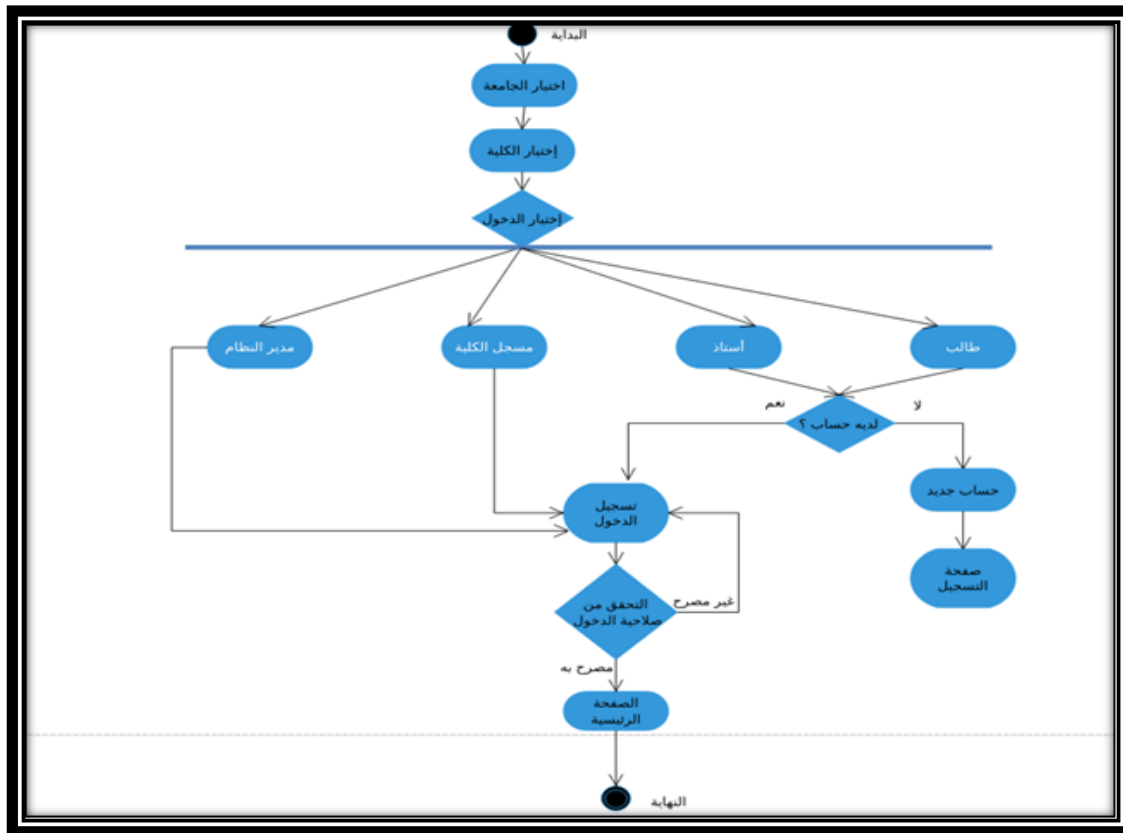 البداية
اختيار الجامعة
إختيار الكلية
إختيار الدخول
طالب
أستاذ
مسجل الكلية
مدير النظام
لا
نعم
لديه حساب ؟
حساب جديد
تسجيل
الدخول
صفحة
التسجيل
غير مصرح
التحقق من
صلاحية الدخول
مصرح به
الصفحة
الرئيسية
النهاية